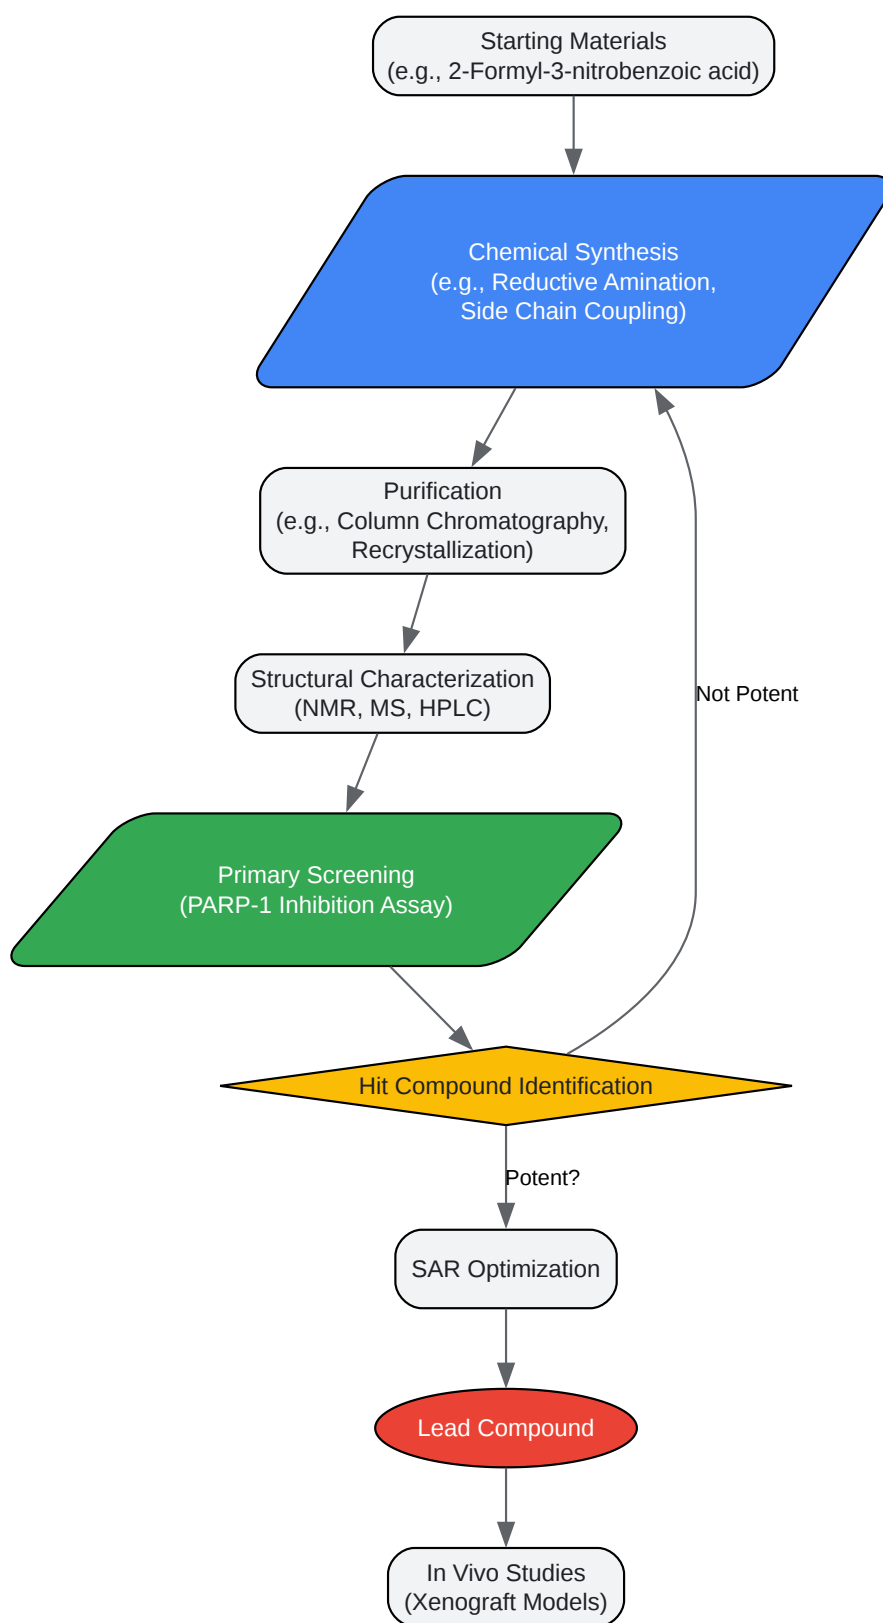 Starting Materials
(e.g., 2-Formyl-3-nitrobenzoic acid)
Chemical Synthesis
(e.g., Reductive Amination,
Side Chain Coupling)
Purification
(e.g., Column Chromatography,
Recrystallization)
Structural Characterization
(NMR, MS, HPLC)
Not Potent
Primary Screening
(PARP-1 Inhibition Assay)
Hit Compound Identification
Potent?
SAR Optimization
Lead Compound
In Vivo Studies
(Xenograft Models)